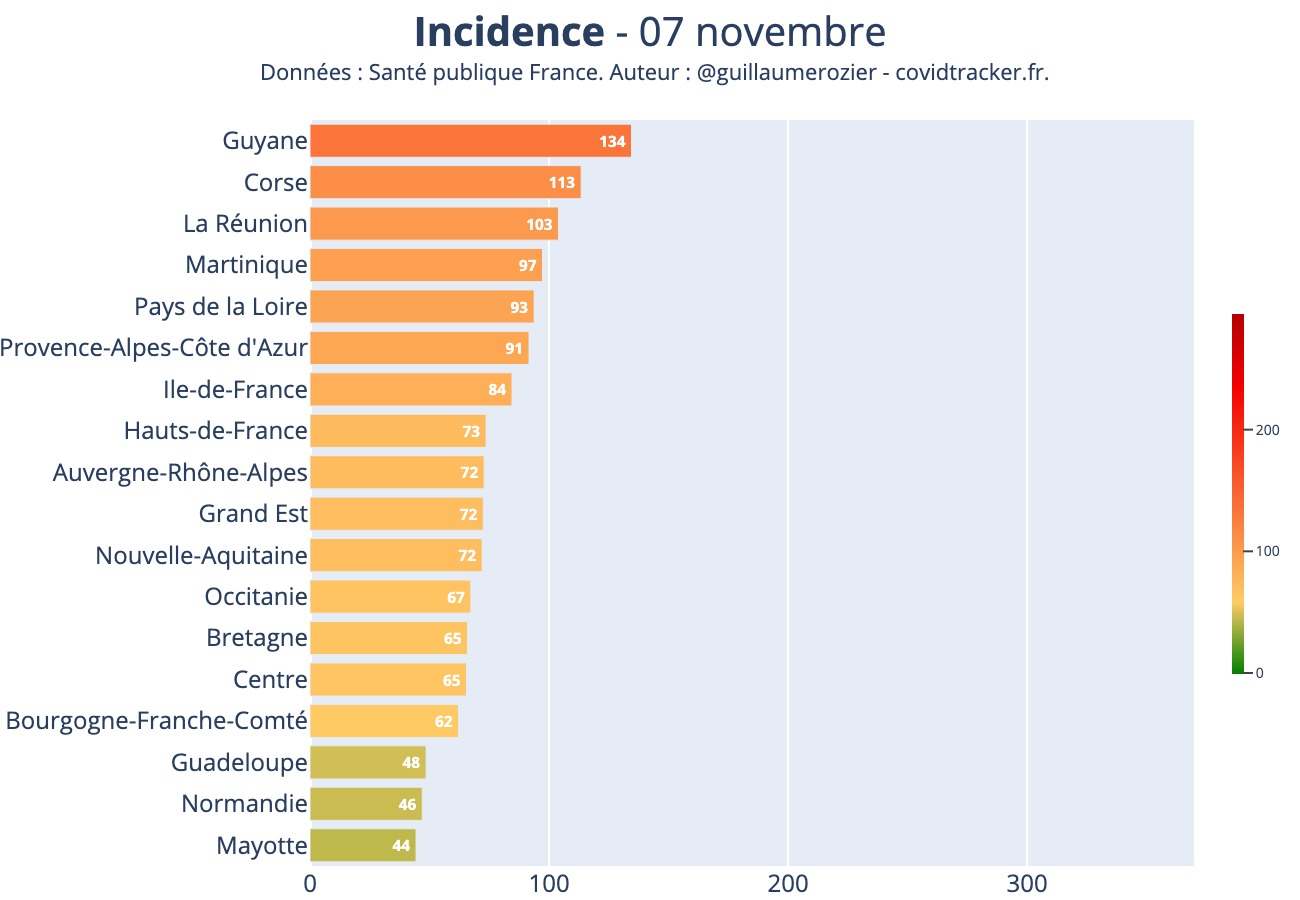 Incidence - 07 novembre
Données : Santé publique France. Auteur : @guillaumerozier - covidtracker.fr.
Guyane 134
Corse 113
La Réunion 103
Martinique 97
Pays de la Loire 93
Provence-Alpes-Côte d'Azur 91
Ile-de-France 84
Hauts-de-France 73
Auvergne-Rhône-Alpes 72
Grand Est 72
Nouvelle-Aquitaine 72
Occitanie 67
Bretagne 65
Centre 65
Bourgogne-Franche-Comté 62
Guadeloupe 48
Normandie 46
Mayotte 44
0 100 200 300
200
100
0